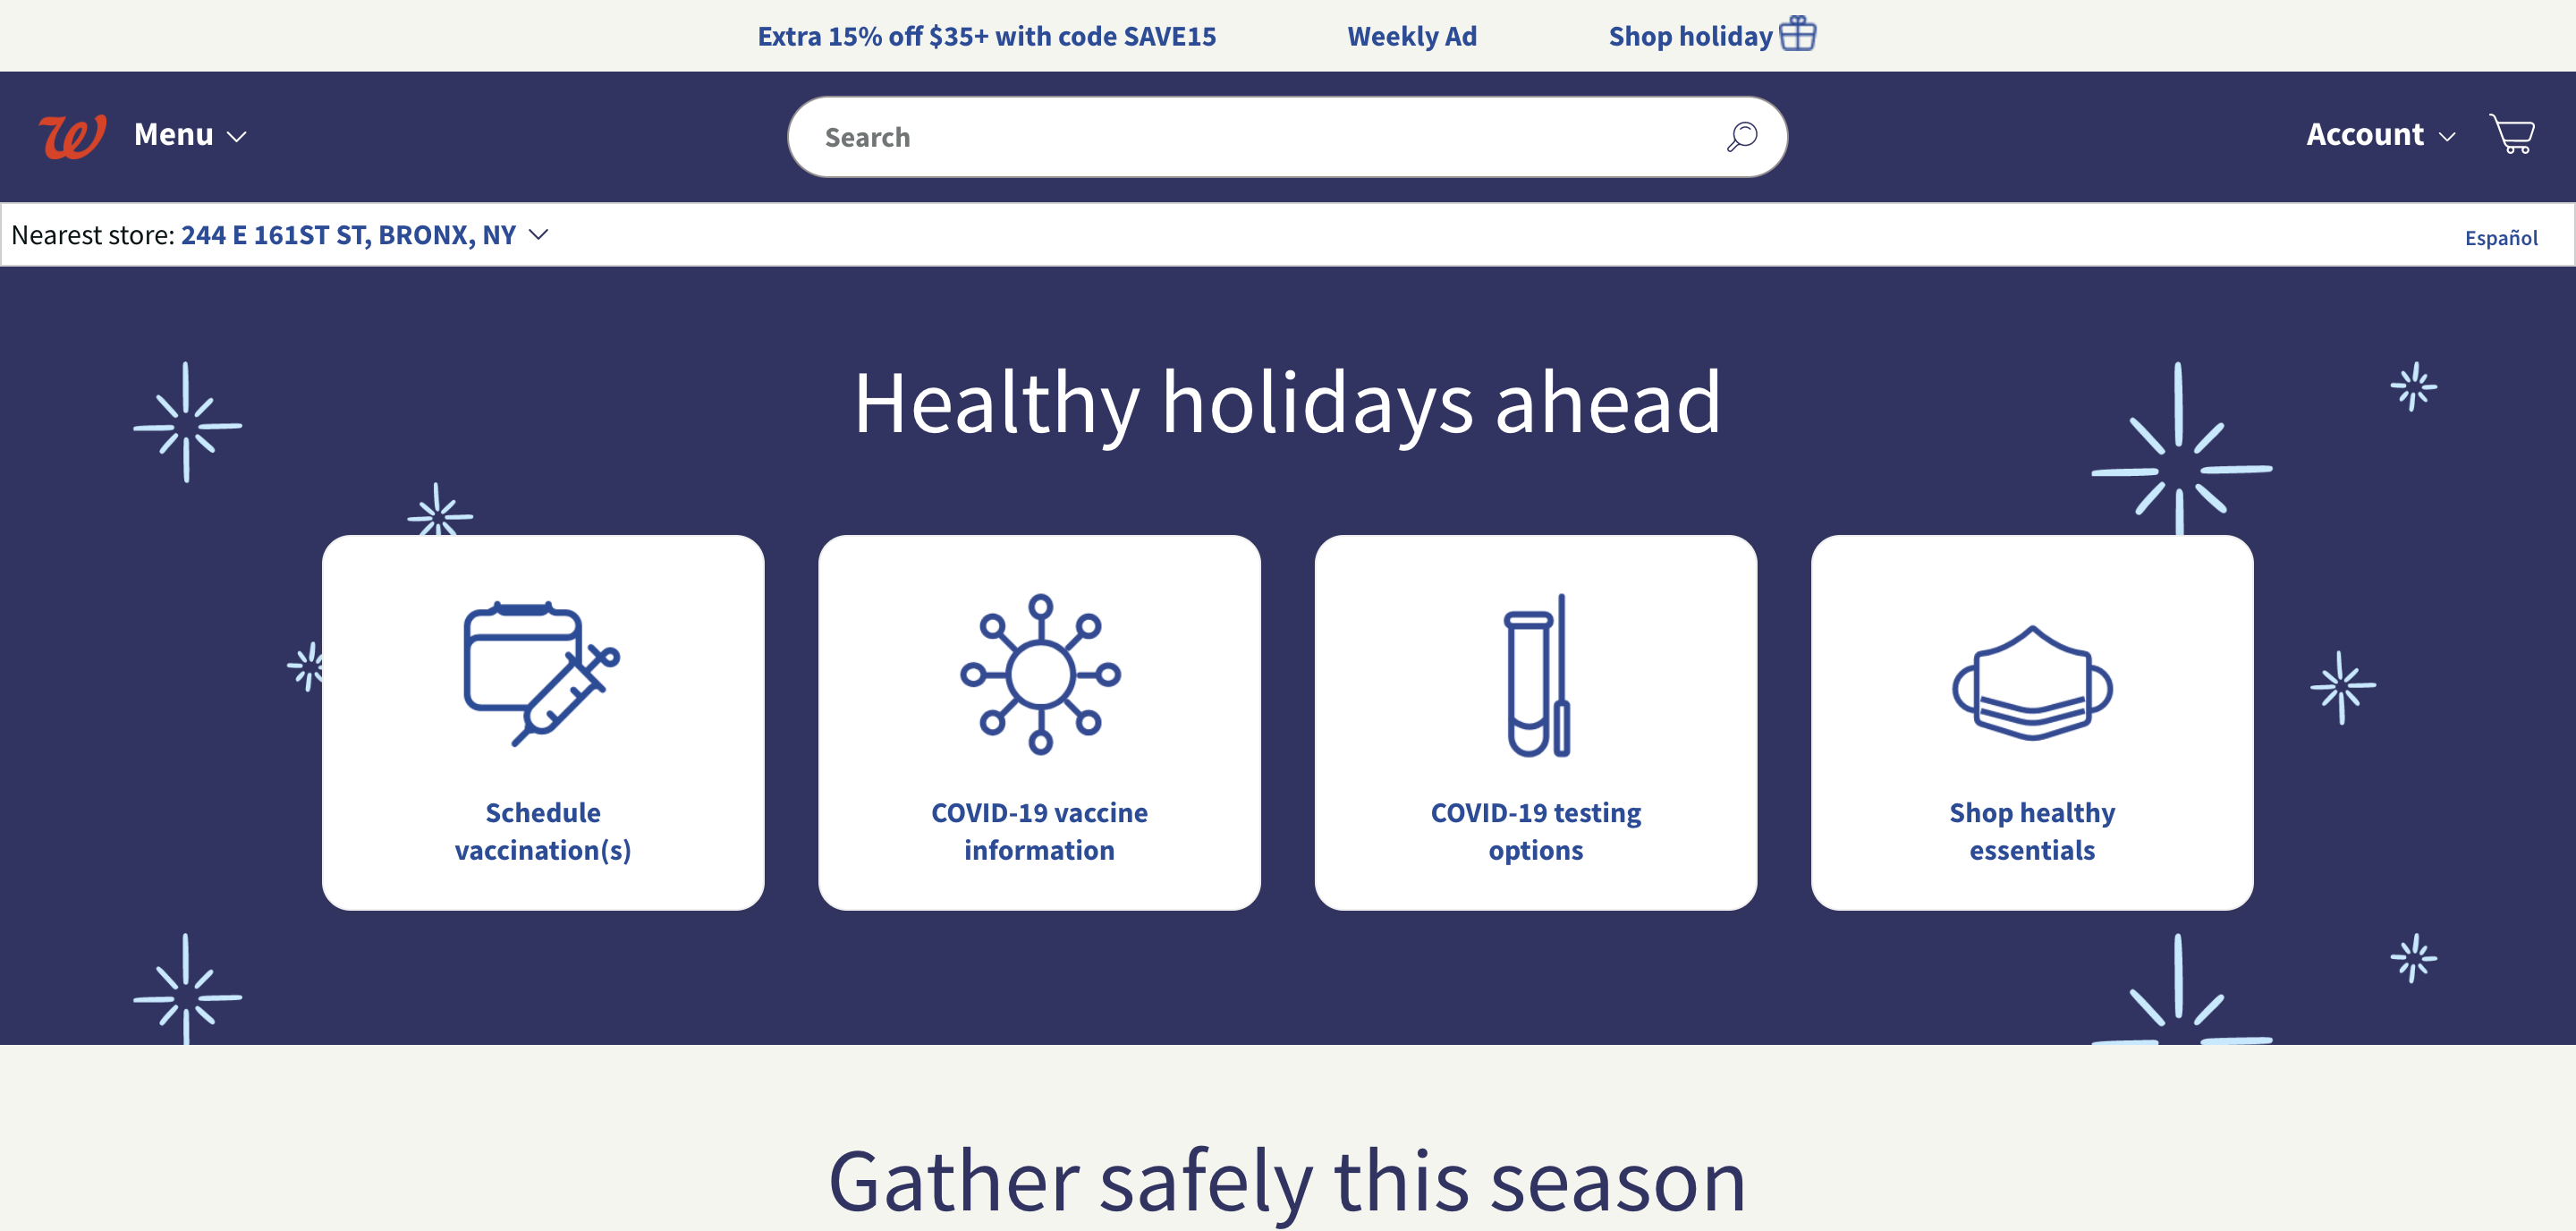 Extra 15% off $35+ with code SAVE15 Weekly Ad Shop holiday
W Menu Search Account
Nearest store: 244 E 161ST ST, BRONX, NY Español
Healthy holidays ahead
Schedule
vaccination(s)
COVID-19 vaccine
information
COVID-19 testing
options
Shop healthy
essentials
Gather safely this season